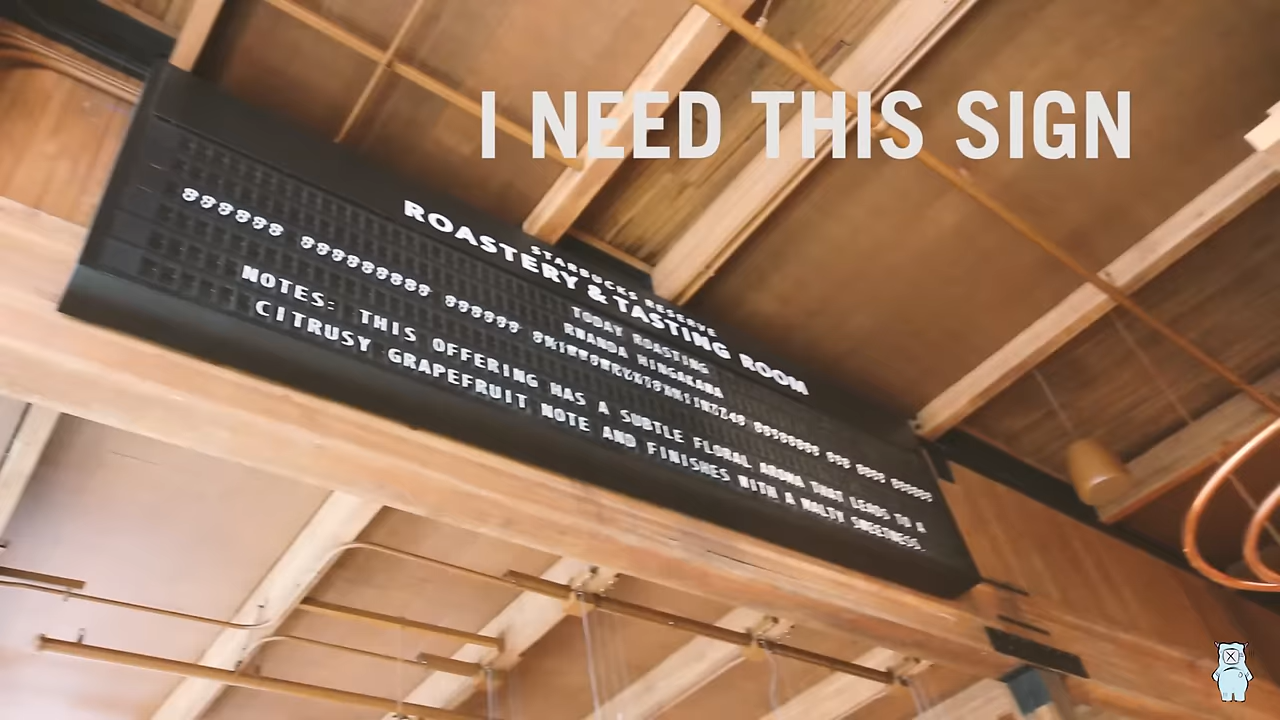 I NEED THIS SIGN
STARBUCKS RESERVE
ROASTERY & TASTING ROOM
TODAY ROASTING
RWANDA HINGAKAWA
NOTES: THIS OFFERING HAS A SUBTLE FLORAL AROMA THAT LEADS TO A
CITRUSY GRAPEFRUIT NOTE AND FINISHES WITH A MALTY SWEETNESS.